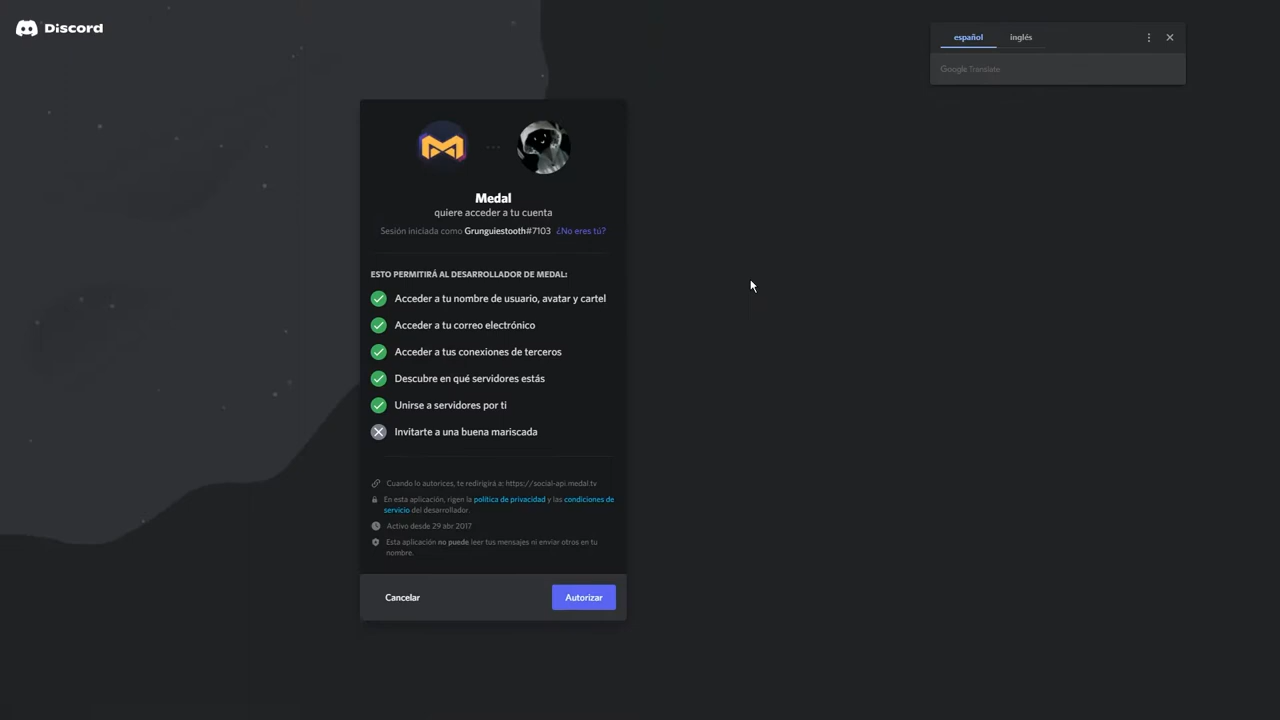 Discord
español inglés
Google Translate
Medal
quiere acceder a tu cuenta
Sesión iniciada como Grunguiestooth#7103 ¿No eres tú?
ESTO PERMITIRÁ AL DESARROLLADOR DE MEDAL:
Acceder a tu nombre de usuario, avatar y cartel
Acceder a tu correo electrónico
Acceder a tus conexiones de terceros
Descubre en qué servidores estás
Unirse a servidores por ti
Invitarte a una buena mariscada
Cuando lo autorices, te redirigirá a: https://social-api.medal.tv
En esta aplicación, rigen la política de privacidad y las condiciones de
servicio del desarrollador.
Activo desde 29 abr 2017
Esta aplicación no puede leer tus mensajes ni enviar otros en tu
nombre.
Cancelar
Autorizar